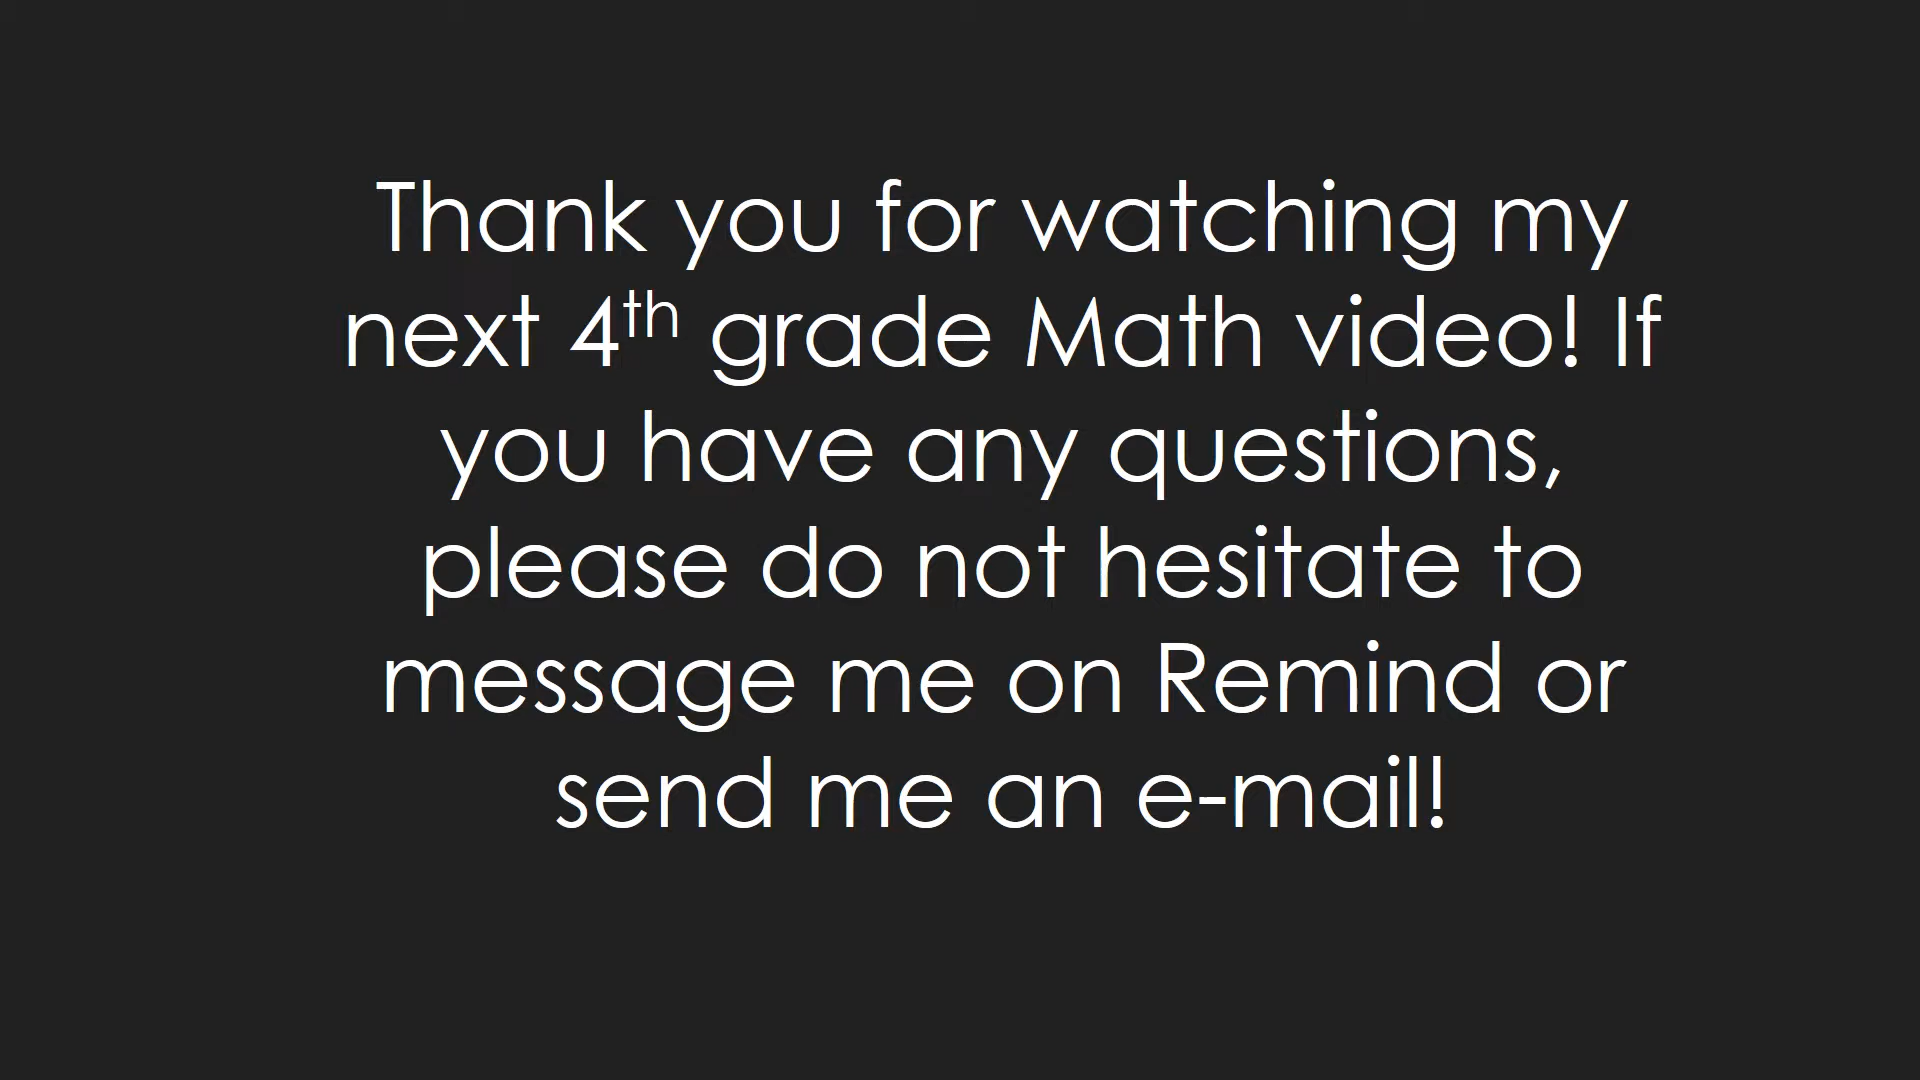 Thank you for watching my
next 4th grade Math video! If
you have any questions,
please do not hesitate to
message me on Remind or
send me an e-mail!